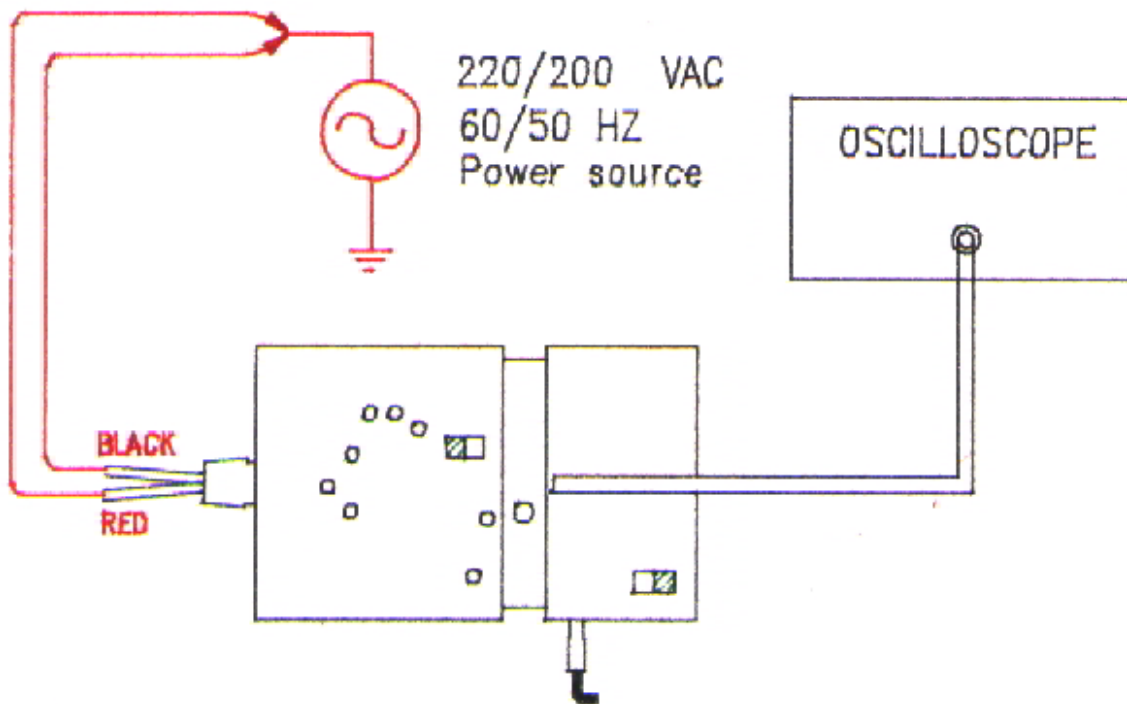 220/200 VAC
60/50 HZ
Power source
OSCILLOSCOPE
BLACK
RED